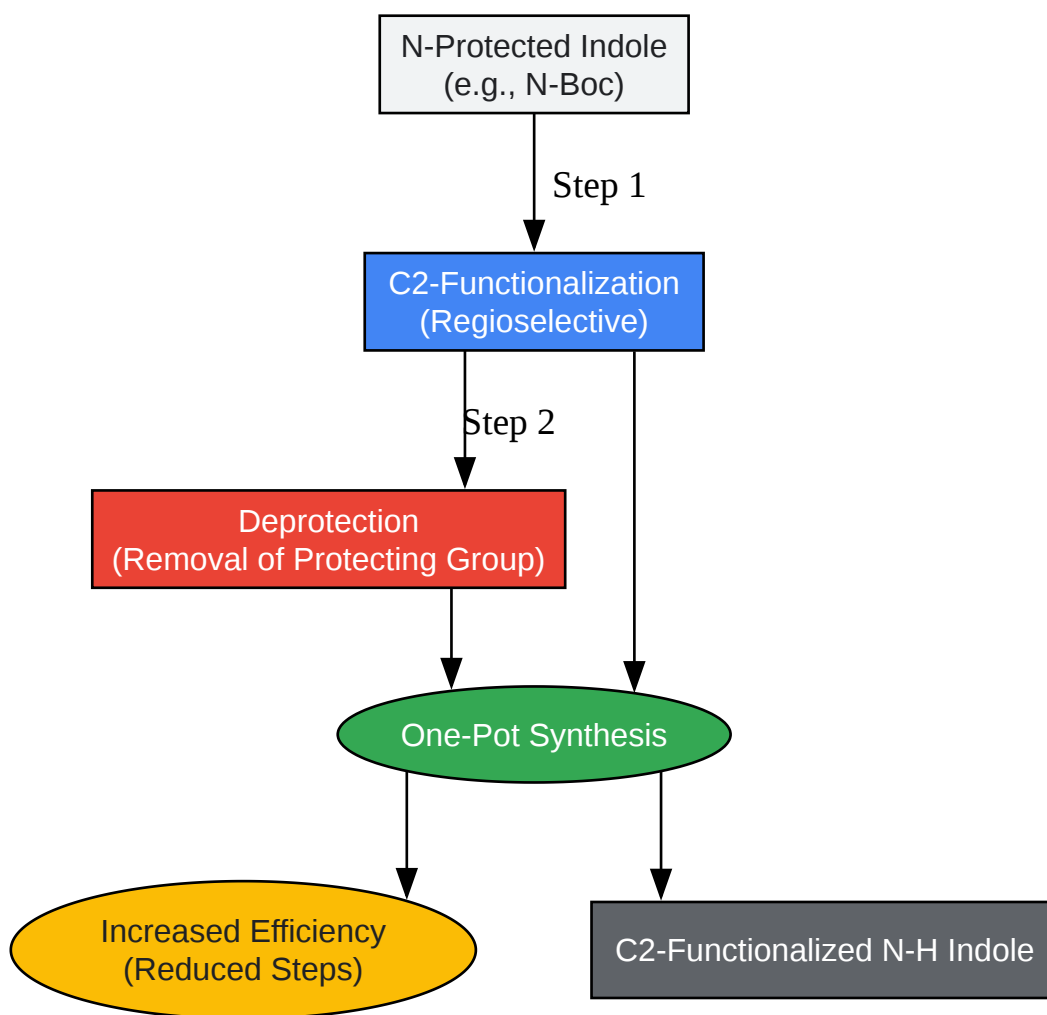 N-Protected Indole
(e.g., N-Boc)
Step 1
C2-Functionalization
(Regioselective)
Step 2
Deprotection
(Removal of Protecting Group)
One-Pot Synthesis
Increased Efficiency
(Reduced Steps)
C2-Functionalized N-H Indole